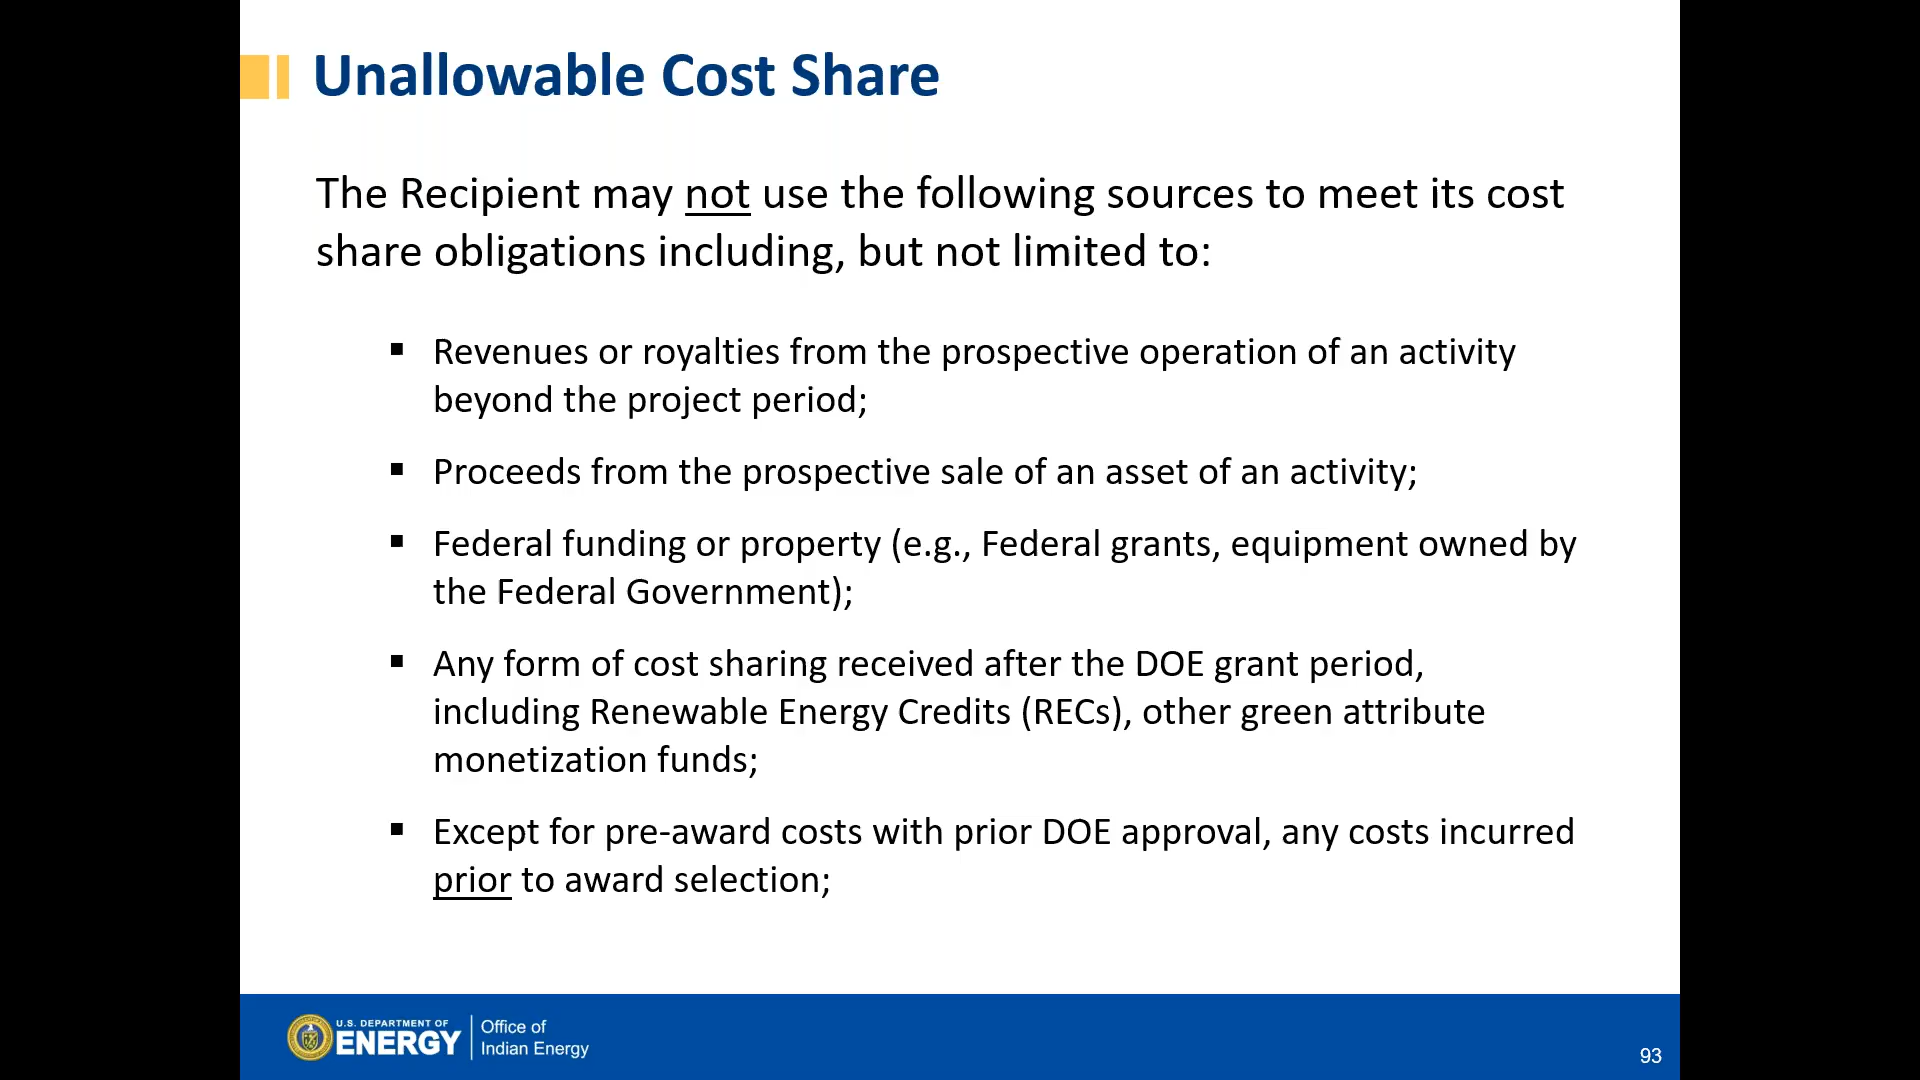 Unallowable Cost Share
The Recipient may not use the following sources to meet its cost
share obligations including, but not limited to:
▪ Revenues or royalties from the prospective operation of an activity
beyond the project period;
▪ Proceeds from the prospective sale of an asset of an activity;
▪ Federal funding or property (e.g., Federal grants, equipment owned by
the Federal Government);
▪ Any form of cost sharing received after the DOE grant period,
including Renewable Energy Credits (RECs), other green attribute
monetization funds;
▪ Except for pre-award costs with prior DOE approval, any costs incurred
prior to award selection;
U.S. DEPARTMENT OF
ENERGY
Office of
Indian Energy
93